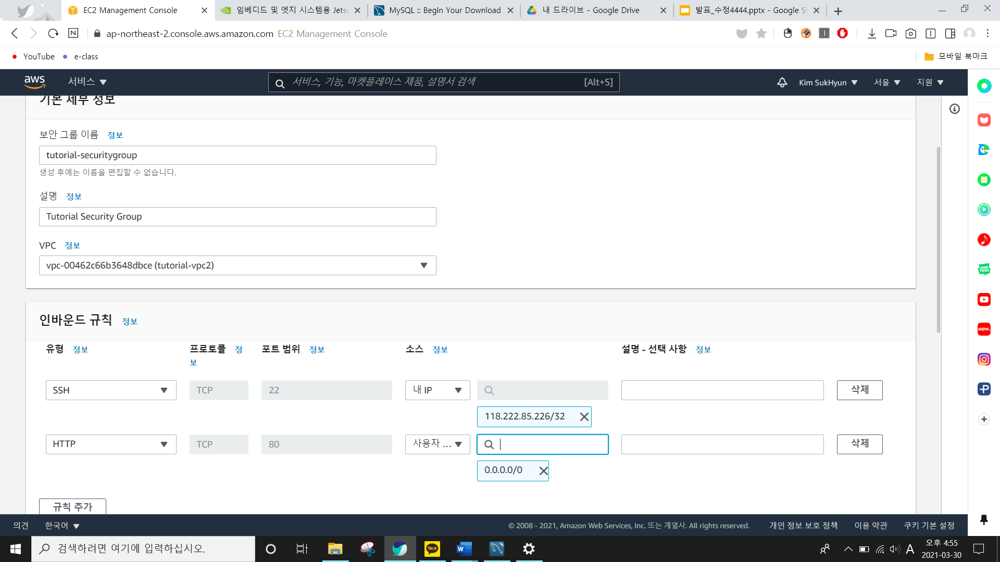 EC2 Management Console
임베디드 및 엣지 시스템용 Jetso
MySQL :: Begin Your Download
내 드라이브 - Google Drive
발표_수정4444.pptx - Google Sl
ap-northeast-2.console.aws.amazon.com EC2 Management Console
YouTube
e-class
모바일 북마크
aws
서비스
서비스, 기능, 마켓플레이스 제품, 설명서 검색
[Alt+S]
Kim SukHyun
서울
지원
기본 세부 정보
보안 그룹 이름 정보
tutorial-securitygroup
생성 후에는 이름을 편집할 수 없습니다.
설명 정보
Tutorial Security Group
VPC 정보
vpc-00462c66b3648dbce (tutorial-vpc2)
인바운드 규칙 정보
유형 정보
프로토콜 정
보
포트 범위 정보
소스 정보
설명 - 선택 사항 정보
SSH
TCP
22
내 IP
삭제
118.222.85.226/32
HTTP
TCP
80
사용자 ...
삭제
0.0.0.0/0
규칙 추가
WEB
TOON
NOW.
의견
한국어
© 2008 - 2021, Amazon Web Services, Inc. 또는 계열사. All rights reserved.
개인 정보 보호 정책
이용 약관
쿠키 기본 설정
검색하려면 여기에 입력하십시오.
TALK
W
A
오후 4:55
2021-03-30